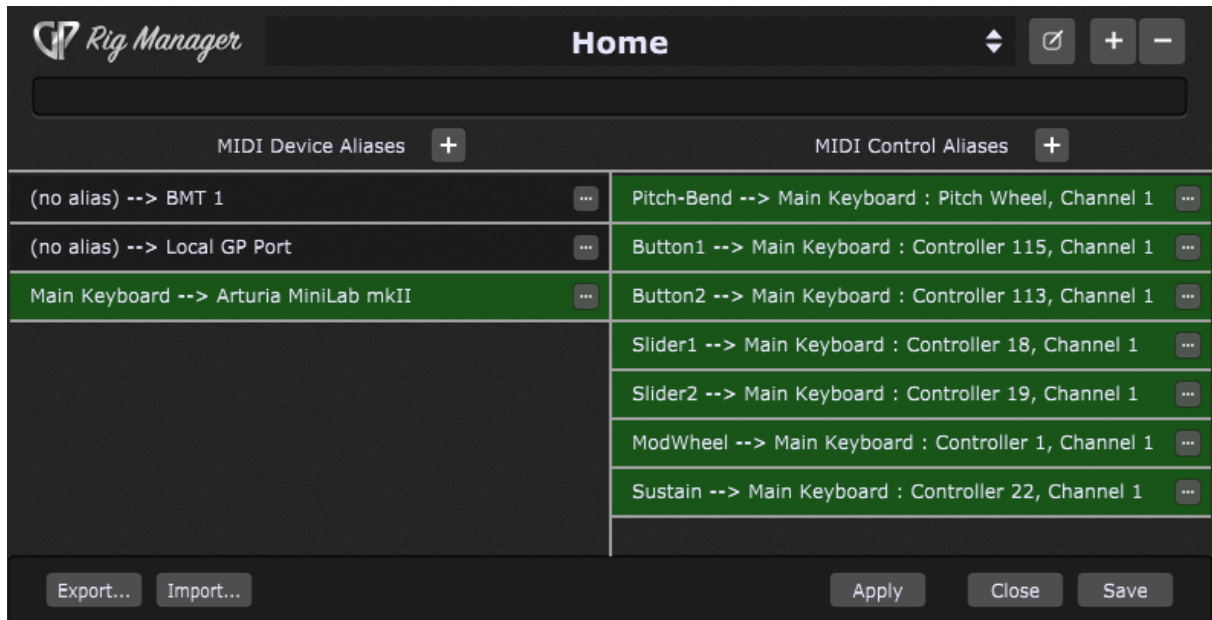 GP Rig Manager
Home
MIDI Device Aliases +
MIDI Control Aliases +
(no alias) --> BMT 1
(no alias) --> Local GP Port
Main Keyboard --> Arturia MiniLab mkII
Pitch-Bend --> Main Keyboard : Pitch Wheel, Channel 1
Button1 --> Main Keyboard : Controller 115, Channel 1
Button2 --> Main Keyboard : Controller 113, Channel 1
Slider1 --> Main Keyboard : Controller 18, Channel 1
Slider2 --> Main Keyboard : Controller 19, Channel 1
ModWheel --> Main Keyboard : Controller 1, Channel 1
Sustain --> Main Keyboard : Controller 22, Channel 1
Export... Import... Apply Close Save